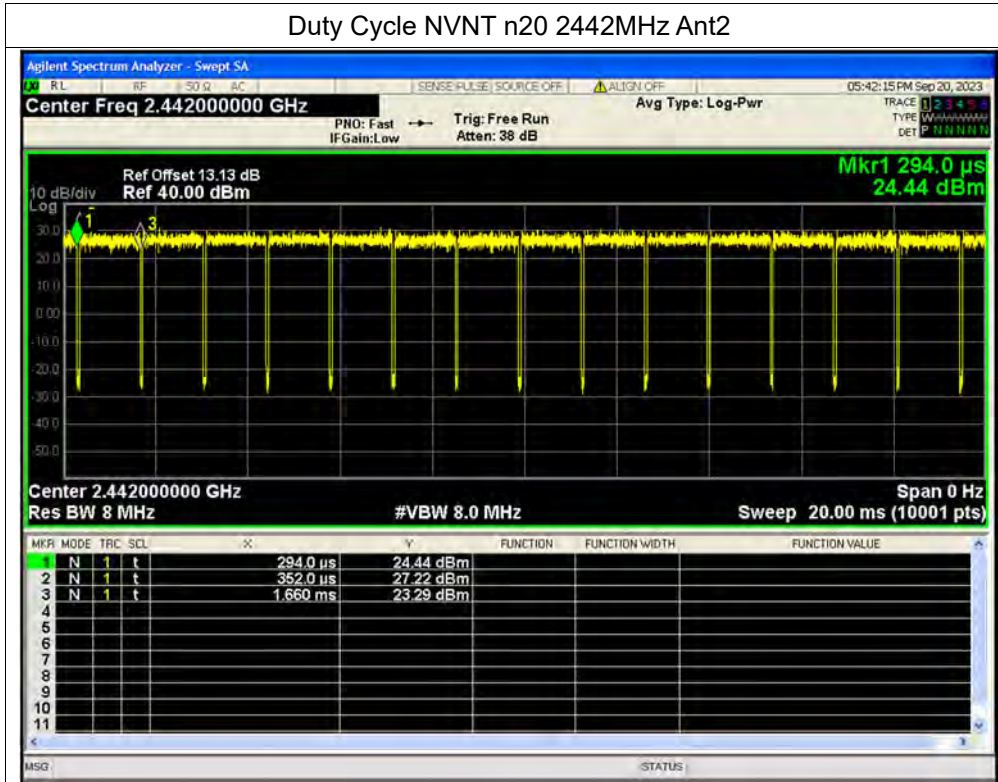 Duty Cycle NVNT n20 2442MHz Ant2
Agilent Spectrum Analyzer - Swept SA
RL RF 50 Ω AC SENSE:PULSE SOURCE OFF ALIGN OFF 05:42:15 PM Sep 20, 2023
Center Freq 2.442000000 GHz
PNO: Fast
IFGain:Low
Trig: Free Run
Atten: 38 dB
Avg Type: Log-Pwr
TRACE 1 2 3 4 5 6
TYPE W
DET P N N N N N
Mkr1 294.0 µs
24.44 dBm
Ref Offset 13.13 dB
10 dB/div Ref 40.00 dBm
Log
1 3
30.0
20.0
10.0
0.00
-10.0
-20.0
-30.0
-40.0
-50.0
Center 2.442000000 GHz Span 0 Hz
Res BW 8 MHz #VBW 8.0 MHz Sweep 20.00 ms (10001 pts)
MKR MODE TRC SCL X Y FUNCTION FUNCTION WIDTH FUNCTION VALUE
1 N 1 t 294.0 µs 24.44 dBm
2 N 1 t 352.0 µs 27.22 dBm
3 N 1 t 1.660 ms 23.29 dBm
4
5
6
7
8
9
10
11
MSG STATUS